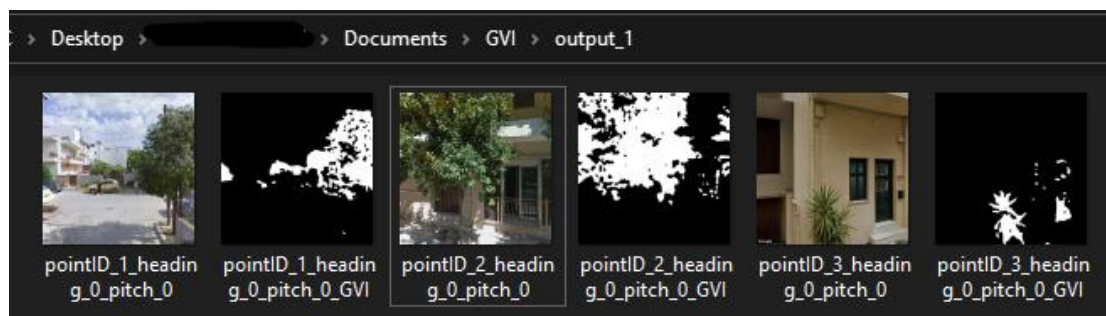 > Desktop > > Documents > GVI > output_1
pointID_1_headin
g_0_pitch_0
pointID_1_headin
g_0_pitch_0_GVI
pointID_2_headin
g_0_pitch_0
pointID_2_headin
g_0_pitch_0_GVI
pointID_3_headin
g_0_pitch_0
pointID_3_headin
g_0_pitch_0_GVI